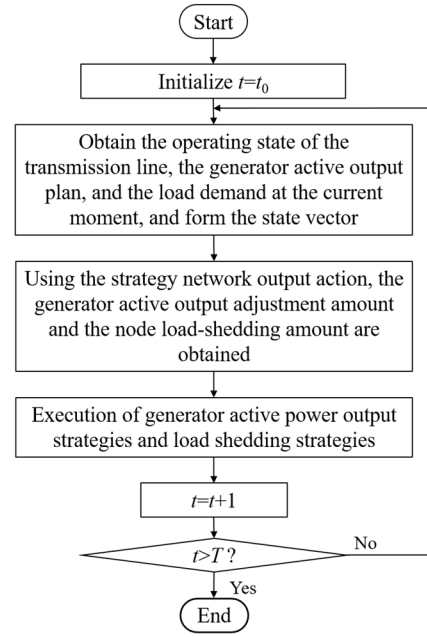 Start
Initialize t=t₀
Obtain the operating state of the
transmission line, the generator active output
plan, and the load demand at the current
moment, and form the state vector
Using the strategy network output action, the
generator active output adjustment amount
and the node load-shedding amount are
obtained
Execution of generator active power output
strategies and load shedding strategies
t=t+1
t>T?
No
Yes
End